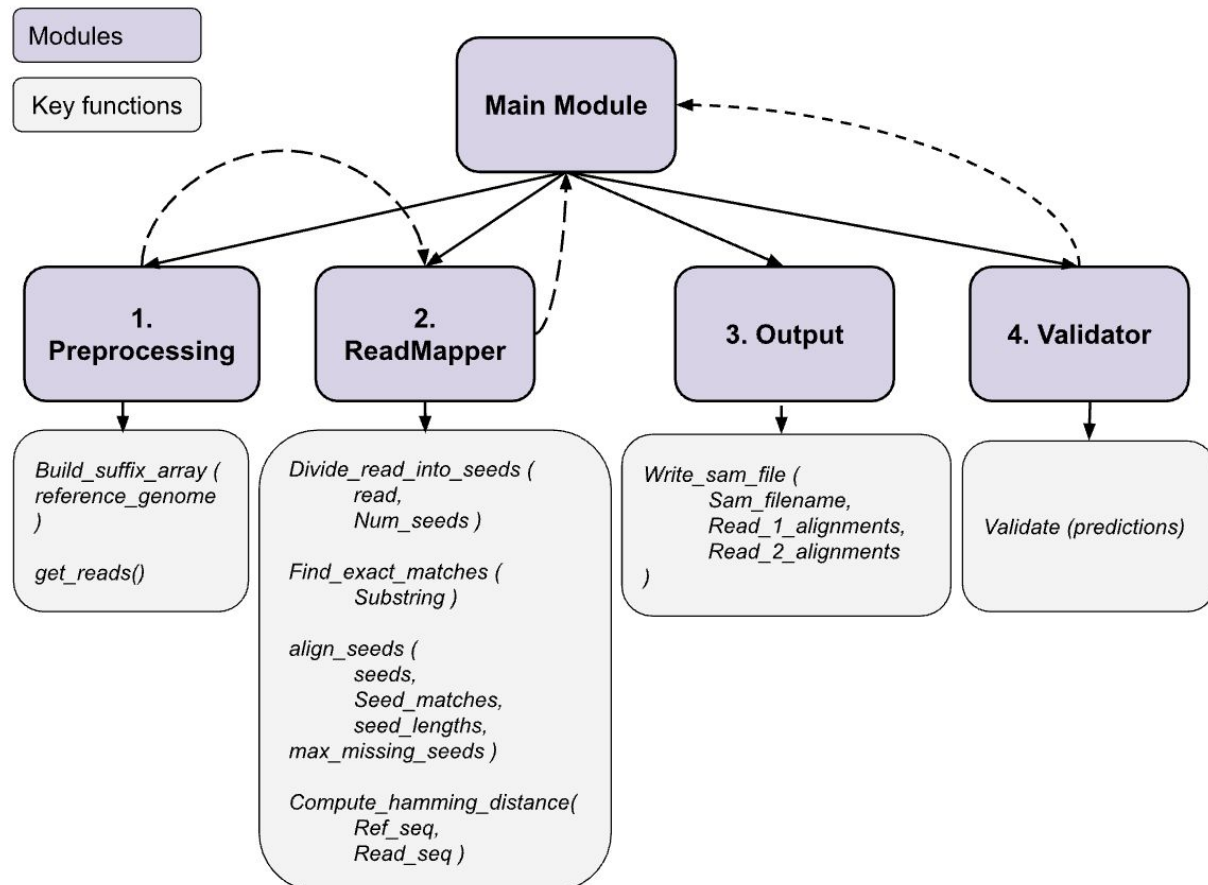 Modules
Key functions
Main Module
1.
Preprocessing
2.
ReadMapper
3. Output
4. Validator
Build_suffix_array (
reference_genome
)
get_reads()
Divide_read_into_seeds (
read,
Num_seeds )
Find_exact_matches (
Substring )
align_seeds (
seeds,
Seed_matches,
seed_lengths,
max_missing_seeds )
Compute_hamming_distance(
Ref_seq,
Read_seq )
Write_sam_file (
Sam_filename,
Read_1_alignments,
Read_2_alignments
)
Validate (predictions)